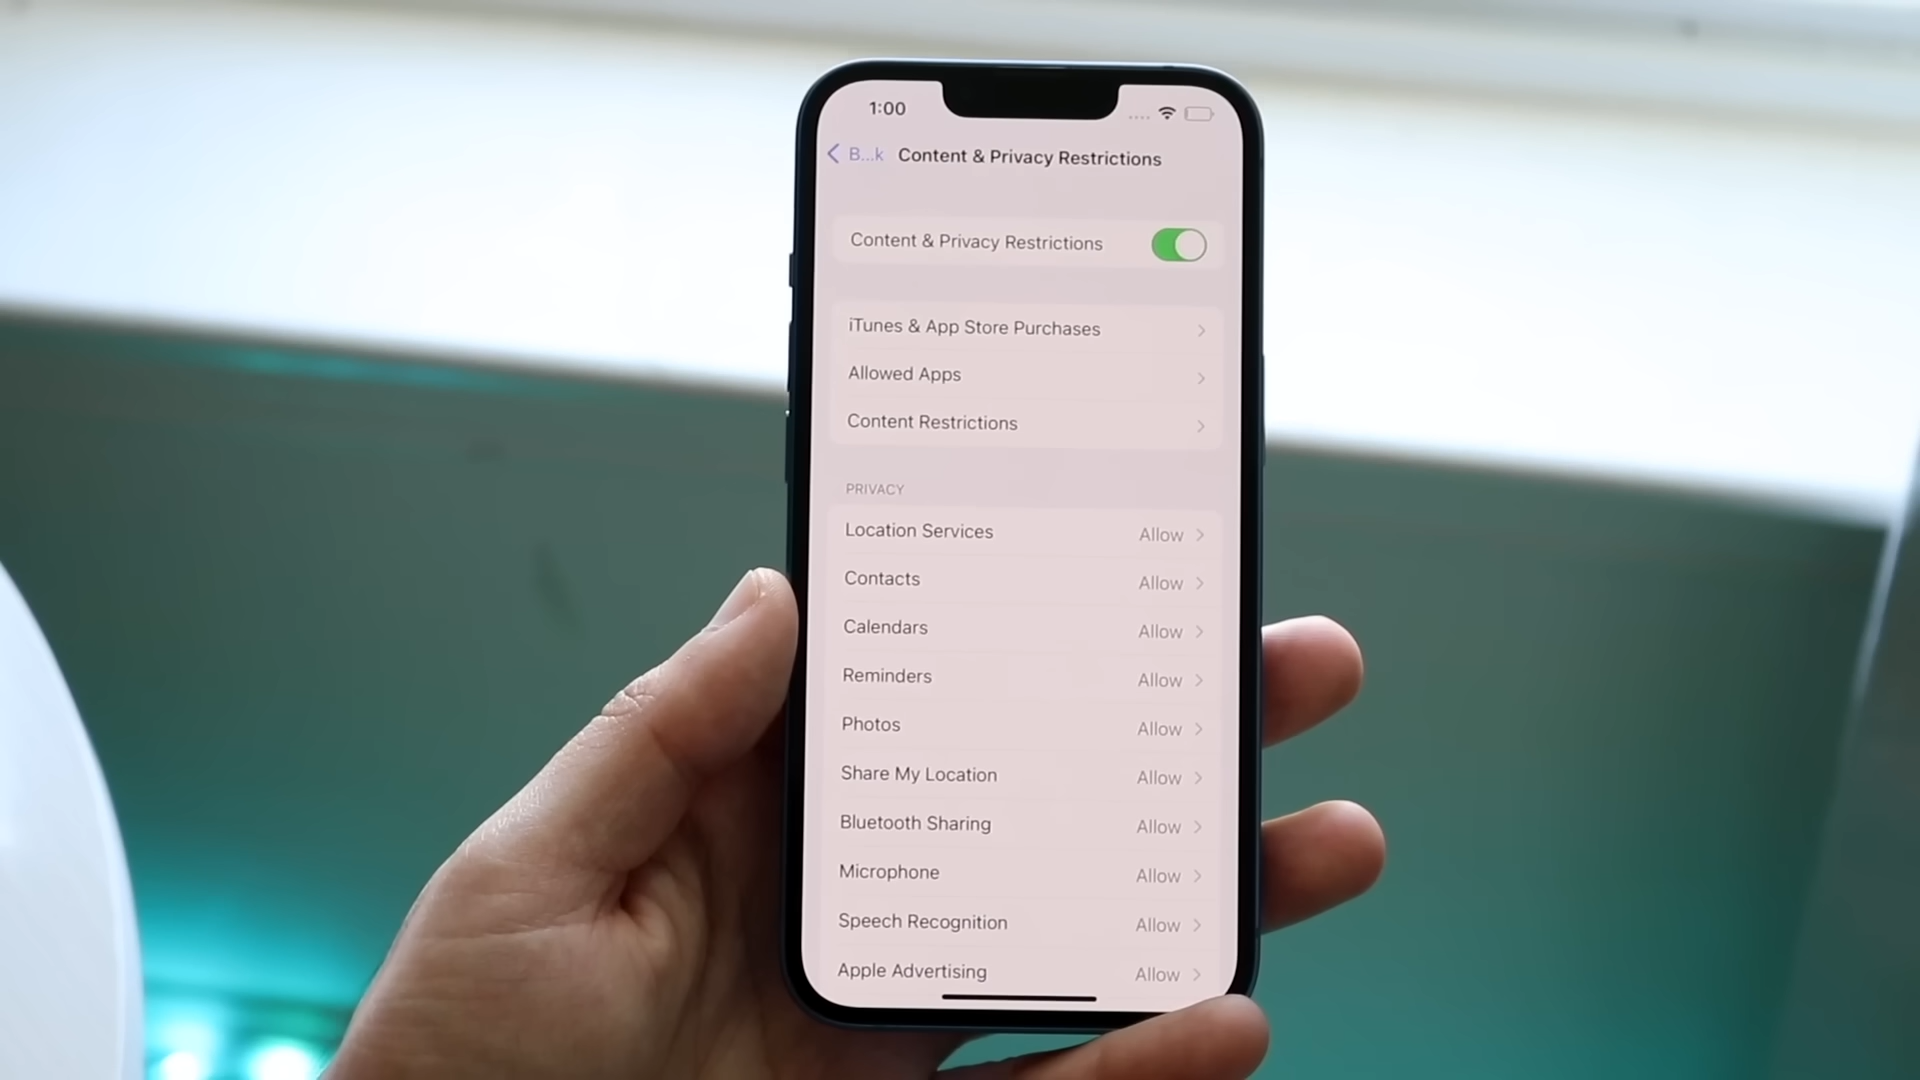 1:00
B...k Content & Privacy Restrictions
Content & Privacy Restrictions
iTunes & App Store Purchases
Allowed Apps
Content Restrictions
PRIVACY
Location Services Allow
Contacts Allow
Calendars Allow
Reminders Allow
Photos Allow
Share My Location Allow
Bluetooth Sharing Allow
Microphone Allow
Speech Recognition Allow
Apple Advertising Allow